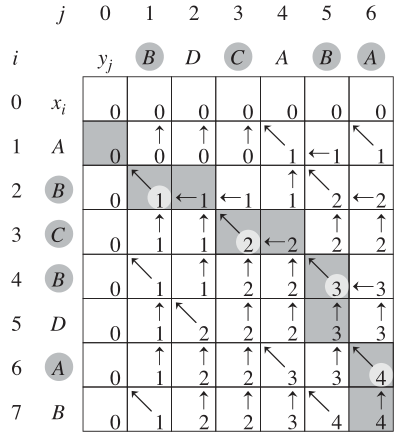 j 0 1 2 3 4 5 6
i y_j B D C A B A
0 x_i 0 0 0 0 0 0 0
1 A 0 ↑0 ↑0 ↑0 ↖1 ←1 ↖1
2 B 0 ↖1 ←1 ←1 ↑1 ↖2 ←2
3 C 0 ↑1 ↑1 ↖2 ←2 ↑2 ↑2
4 B 0 ↖1 ↑1 ↑2 ↑2 ↖3 ←3
5 D 0 ↑1 ↖2 ↑2 ↑2 ↑3 ↑3
6 A 0 ↑1 ↑2 ↑2 ↖3 ↑3 ↖4
7 B 0 ↖1 ↑2 ↑2 ↑3 ↖4 ↑4